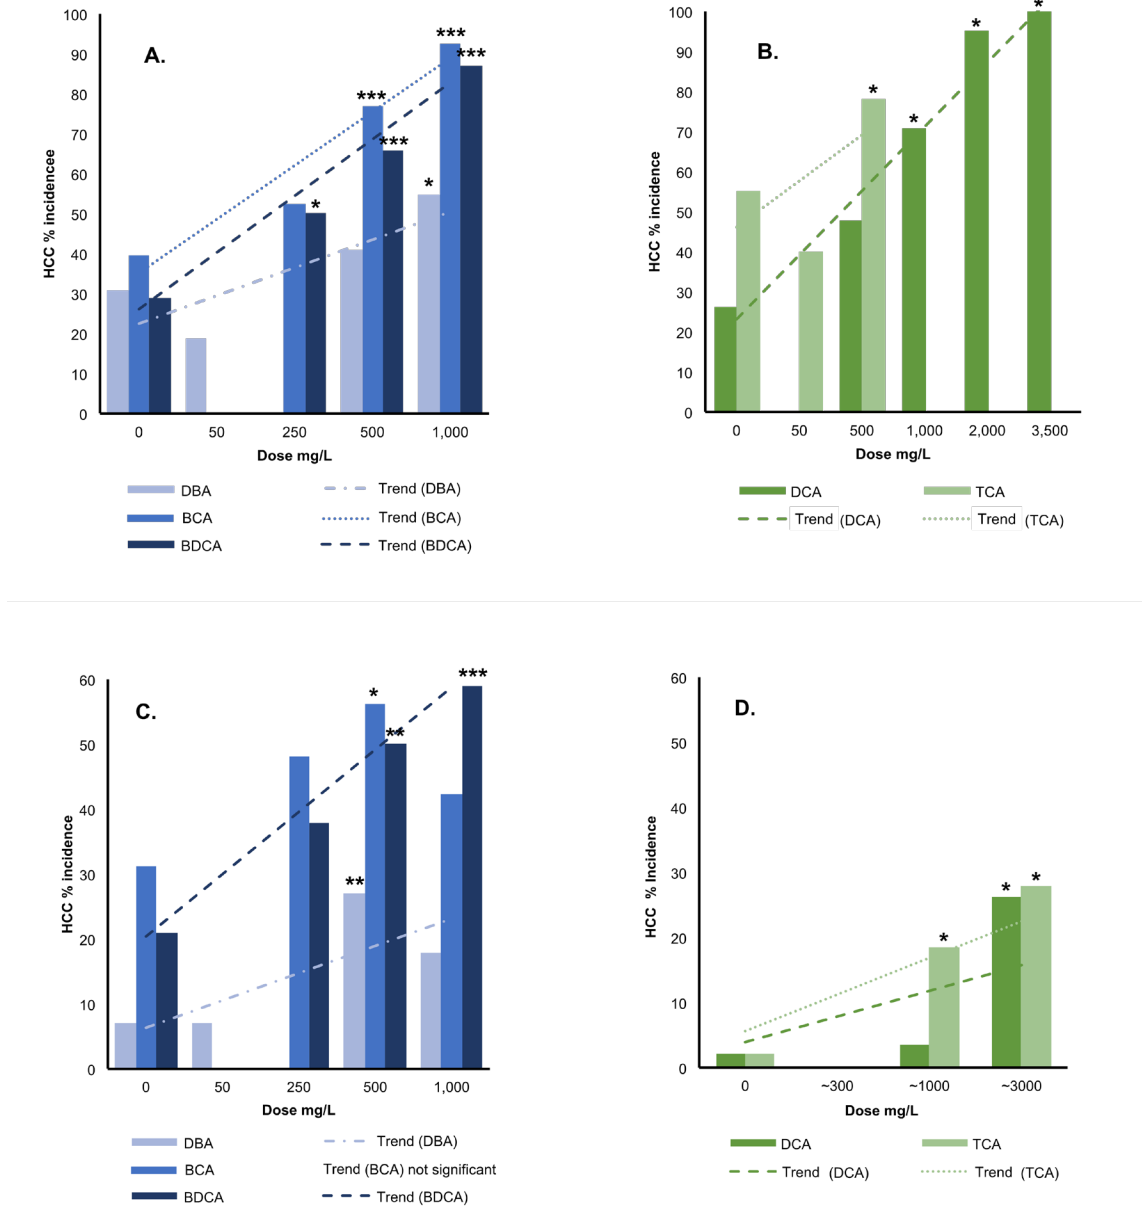 A.
HCC % incidencee
100
90
80
70
60
50
40
30
20
10
0
***
***
***
***
*
*
0 50 250 500 1,000
Dose mg/L
DBA Trend (DBA)
BCA Trend (BCA)
BDCA Trend (BDCA)
B.
HCC % incidence
100
90
80
70
60
50
40
30
20
10
0
*
*
*
*
0 50 500 1,000 2,000 3,500
Dose mg/L
DCA TCA
Trend (DCA) Trend (TCA)
C.
HCC % incidence
60
50
40
30
20
10
0
***
*
**
**
0 50 250 500 1,000
Dose mg/L
DBA Trend (DBA)
BCA Trend (BCA) not significant
BDCA Trend (BDCA)
D.
HCC % Incidence
60
50
40
30
20
10
0
*
*
*
0 ~300 ~1000 ~3000
Dose mg/L
DCA TCA
Trend (DCA) Trend (TCA)